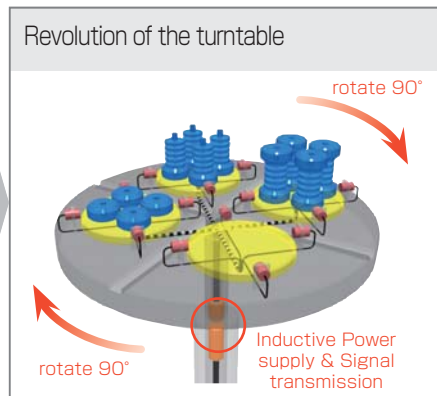 Revolution of the turntable
rotate 90°
rotate 90°
Inductive Power
supply & Signal
transmission